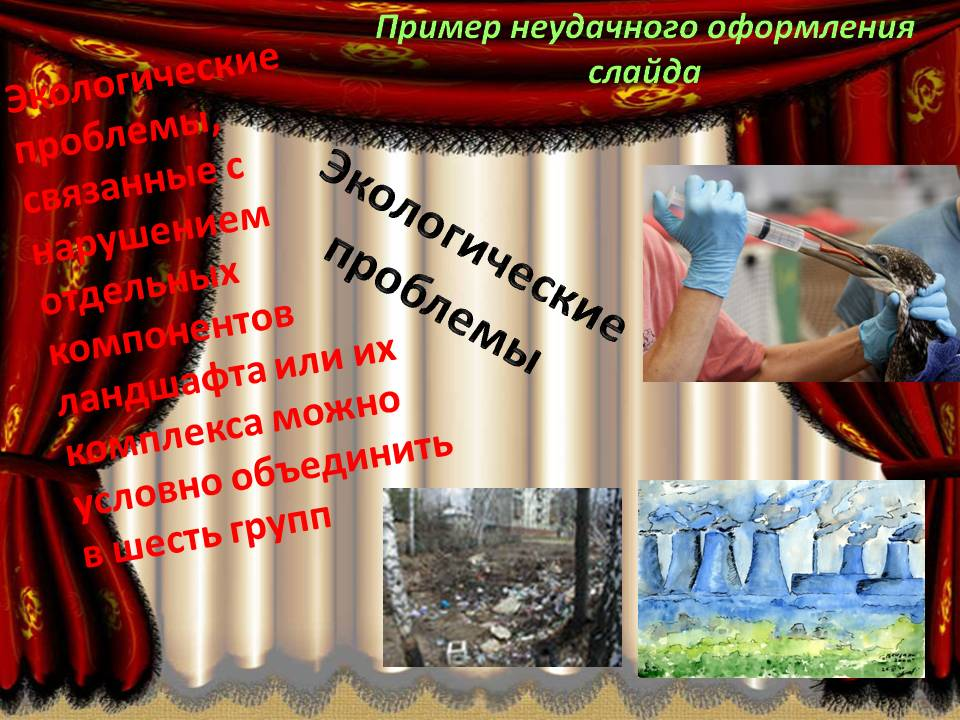 Пример неудачного оформления
слайда
Экологические
проблемы,
связанные с
нарушением
отдельных
компонентов
ландшафта или их
комплекса можно
условно объединить
в шесть групп
Экологические
проблемы